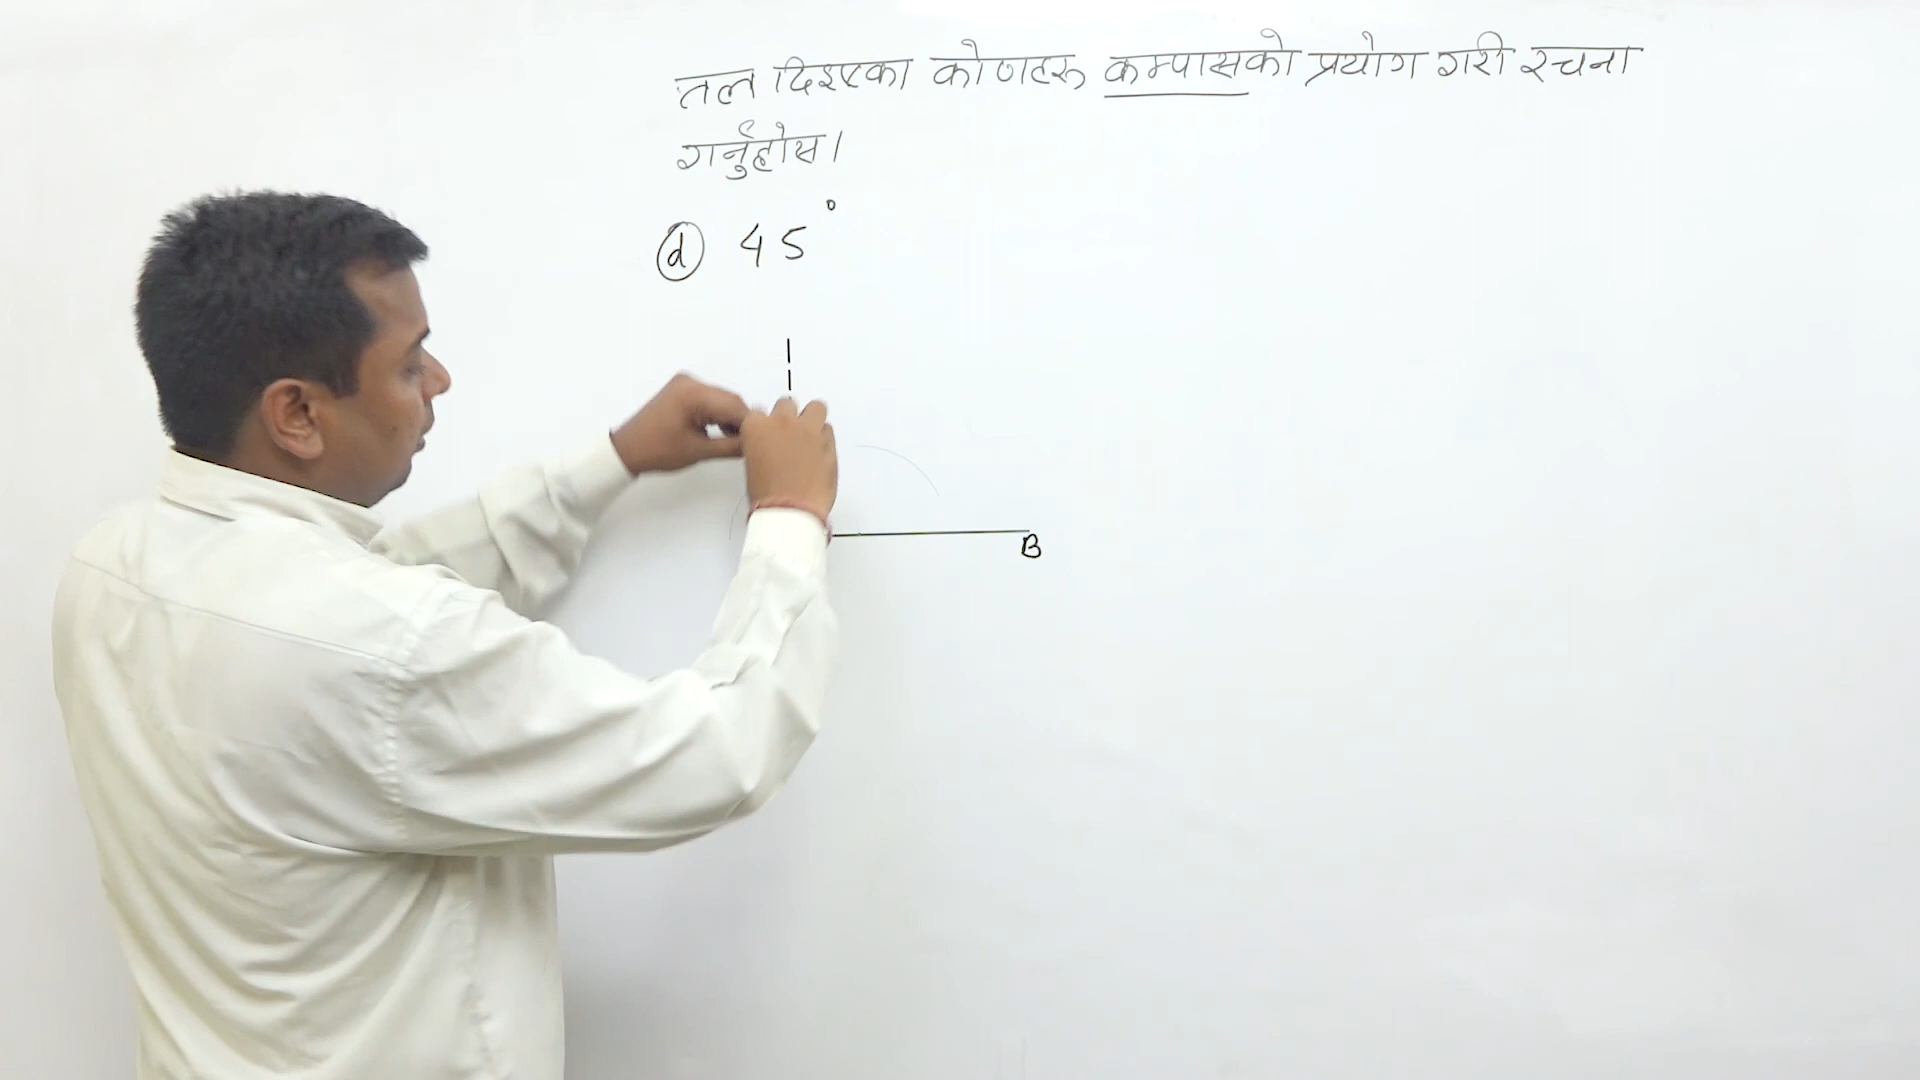 तल दिइएका कोणहरू कम्पासको प्रयोग गरी रचना
गर्नुहोस।
(d) 45°
B